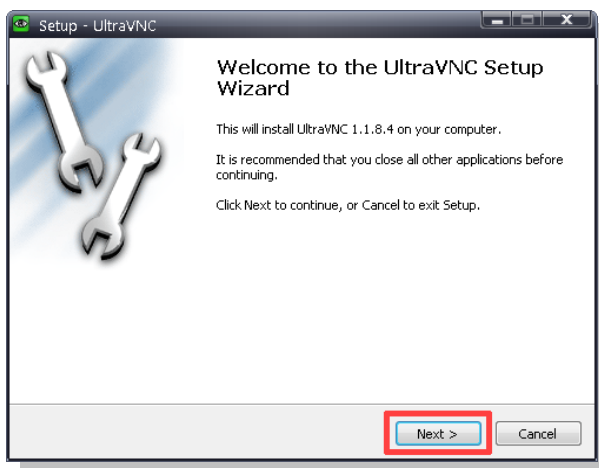 Setup - UltraVNC
Welcome to the UltraVNC Setup
Wizard
This will install UltraVNC 1.1.8.4 on your computer.
It is recommended that you close all other applications before
continuing.
Click Next to continue, or Cancel to exit Setup.
Next >
Cancel